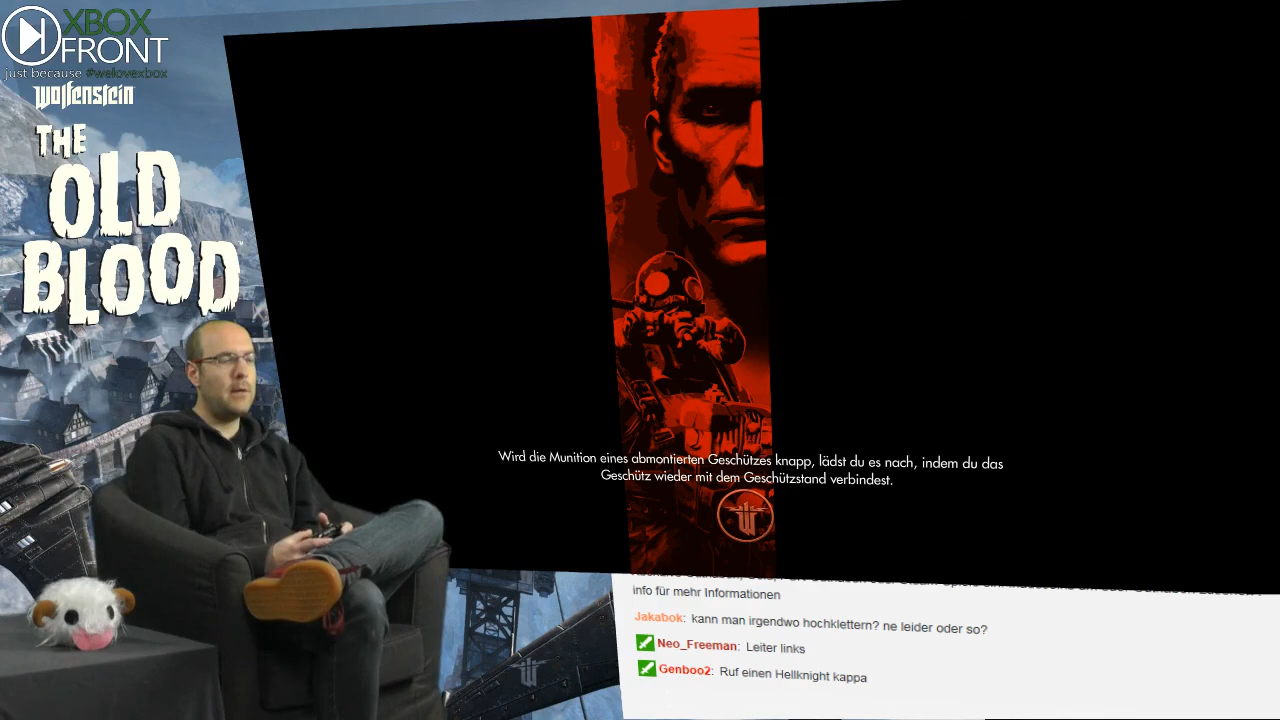 XBOX
FRONT
just because #welovexbox
Wolfenstein
THE
OLD
BLOOD™
Wird die Munition eines abmontierten Geschützes knapp, lädst du es nach, indem du das
Geschütz wieder mit dem Geschützstand verbindest.
info für mehr Informationen
Jakabok: kann man irgendwo hochklettern? ne leider oder so?
Neo_Freeman: Leiter links
Genboo2: Ruf einen Hellknight kappa